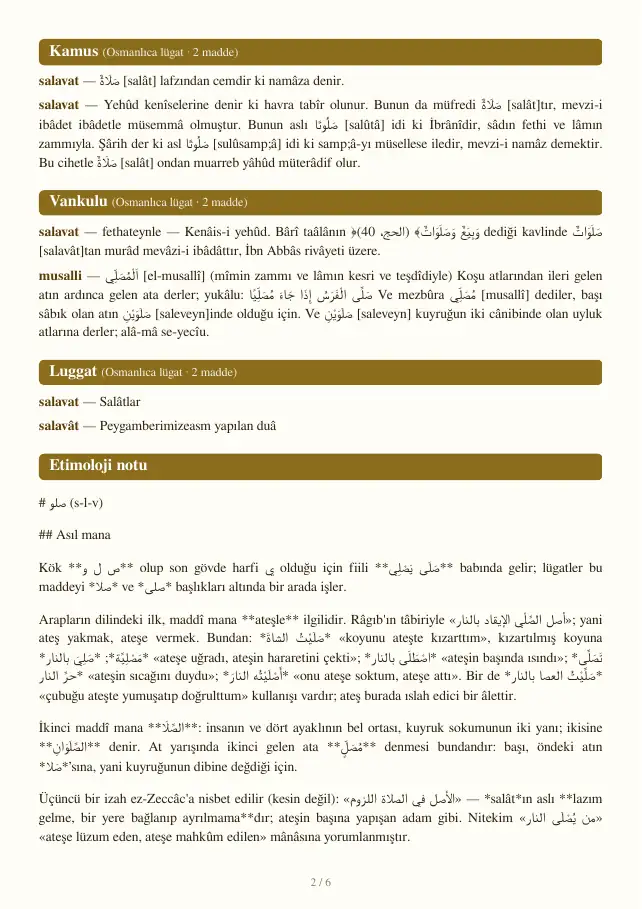 Kamus (Osmanlıca lügat · 2 madde)
salavat — صَلَاةٌ [salât] lafzından cemdir ki namâza denir.
salavat — Yehûd kenîselerine denir ki havra tabîr olunur. Bunun da müfredi صَلَاةٌ [salât]tır, mevzi-i
ibâdet ibâdetle müsemmâ olmuştur. Bunun aslı صَلُوتَا [salûtâ] idi ki İbrânîdir, sâdın fethi ve lâmın
zammıyla. Şârih der ki asl صُلُوثَا [sulûsamp;â] idi ki samp;â-yı müsellese iledir, mevzi-i namâz demektir.
Bu cihetle صَلَاةٌ [salât] ondan muarreb yâhûd müterâdif olur.
Vankulu (Osmanlıca lügat · 2 madde)
salavat — fethateynle — Kenâis-i yehûd. Bârî taâlânın ﴿وَبِيَعٌ وَصَلَوَاتٌ﴾ (الحج، 40) dediği kavlinde صَلَوَاتٌ
[salavât]tan murâd mevâzi-i ibâdâttır, İbn Abbâs rivâyeti üzere.
musalli — اَلْمُصَلِّي [el-musallî] (mîmin zammı ve lâmın kesri ve teşdîdiyle) Koşu atlarından ileri gelen
atın ardınca gelen ata derler; yukâlu: صَلَّى الْفَرَسُ إِذَا جَاءَ مُصَلِّيًا Ve mezbûra مُصَلِّي [musallî] dediler, başı
sâbık olan atın صَلَوَيْنِ [saleveyn]inde olduğu için. Ve صَلَوَيْنِ [saleveyn] kuyruğun iki cânibinde olan uyluk
atlarına derler; alâ-mâ se-yecîu.
Luggat (Osmanlıca lügat · 2 madde)
salavat — Salâtlar
salavât — Peygamberimizeasm yapılan duâ
Etimoloji notu
# صلو (s-l-v)
## Asıl mana
Kök **ص ل و** olup son gövde harfi ي olduğu için fiili **صَلَى يَصْلِي** babında gelir; lügatler bu
maddeyi *صلا* ve *صلى* başlıkları altında bir arada işler.
Arapların dilindeki ilk, maddî mana **ateşle** ilgilidir. Râgıb'ın tâbiriyle «أصل الصَّلْي الإيقاد بالنار»; yani
ateş yakmak, ateşe vermek. Bundan: *صَلَيْتُ الشاةَ* «koyunu ateşte kızarttım», kızartılmış koyuna
*مَصْلِيَّة*; *صَلِيَ بالنار* «ateşe uğradı, ateşin hararetini çekti»; *اصْطَلَى بالنار* «ateşin başında ısındı»; *تَصَلَّى
حرّ النار* «ateşin sıcağını duydu»; *أَصْلَيْتُه النارَ* «onu ateşe soktum, ateşe attı». Bir de *صَلَّيْتُ العصا بالنار*
«çubuğu ateşte yumuşatıp doğrulttum» kullanışı vardır; ateş burada ıslah edici bir âlettir.
İkinci maddî mana **الصَّلَا**: insanın ve dört ayaklının bel ortası, kuyruk sokumunun iki yanı; ikisine
**الصَّلَوَانِ** denir. At yarışında ikinci gelen ata **مُصَلٍّ** denmesi bundandır: başı, öndeki atın
*صَلا*'sına, yani kuyruğunun dibine değdiği için.
Üçüncü bir izah ez-Zeccâc'a nisbet edilir (kesin değil): «الأصل في الصلاة اللزوم» — *salât*ın aslı **lazım
gelme, bir yere bağlanıp ayrılmama**dır; ateşin başına yapışan adam gibi. Nitekim «من يُصْلَى النار»
«ateşe lüzum eden, ateşe mahkûm edilen» mânâsına yorumlanmıştır.
2 / 6